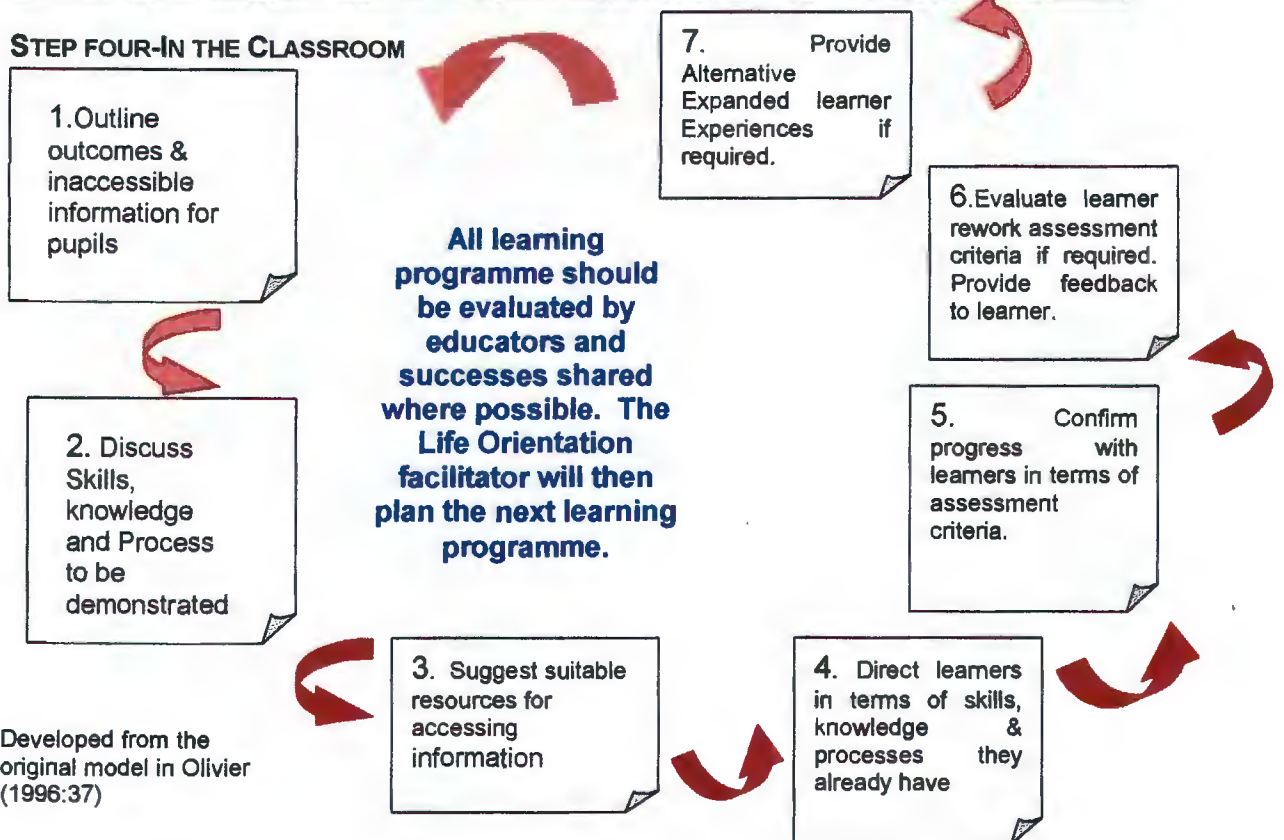 STEP FOUR-IN THE CLASSROOM
1.Outline
outcomes &
inaccessible
information for
pupils
2. Discuss
Skills,
knowledge
and Process
to be
demonstrated
3. Suggest suitable
resources for
accessing
information
4. Direct learners
in terms of skills,
knowledge &
processes they
already have
5. Confirm
progress with
learners in terms of
assessment
criteria.
6.Evaluate learner
rework assessment
criteria if required.
Provide feedback
to learner.
7. Provide
Alternative
Expanded learner
Experiences if
required.
All learning
programme should
be evaluated by
educators and
successes shared
where possible. The
Life Orientation
facilitator will then
plan the next learning
programme.
Developed from the
original model in Olivier
(1996:37)